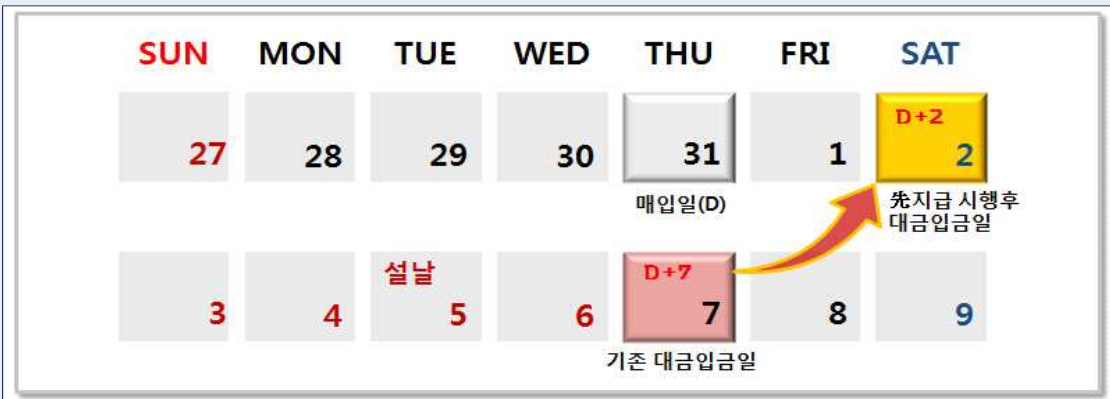 SUN MON TUE WED THU FRI SAT
D+2
27 28 29 30 31 1 2
매입일(D)
先지급 시행후
대금입금일
설날
D+7
3 4 5 6 7 8 9
기존 대금입금일